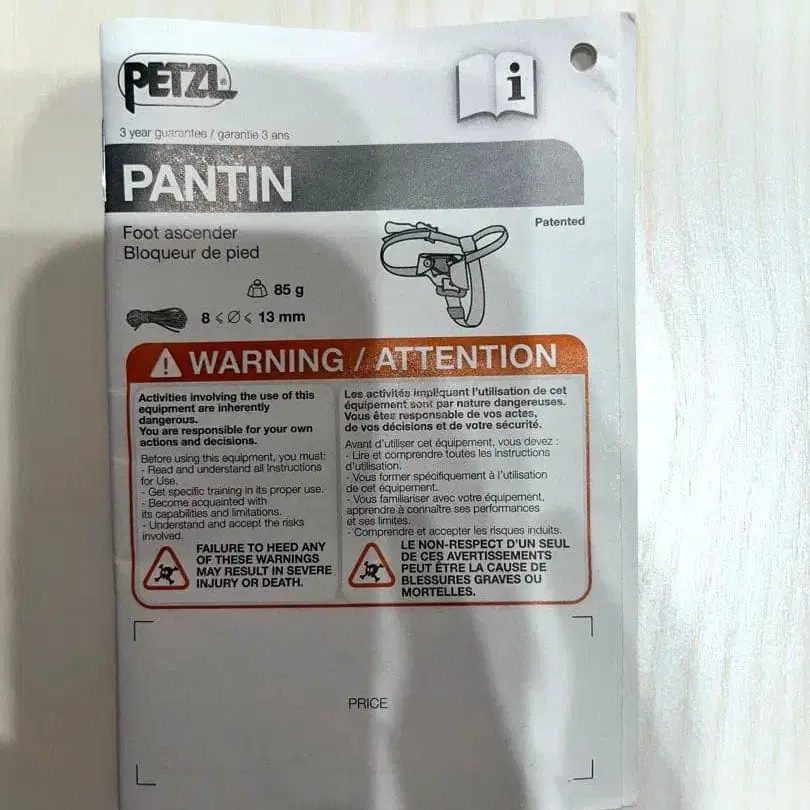 PETZL®
3 year guarantee / garantie 3 ans
i
PANTIN
Patented
Foot ascender
Bloqueur de pied
85 g
8 ⩽ ∅ ⩽ 13 mm
WARNING / ATTENTION
Activities involving the use of this
equipment are inherently
dangerous.
You are responsible for your own
actions and decisions.
Before using this equipment, you must:
- Read and understand all Instructions
for Use.
- Get specific training in its proper use.
- Become acquainted with
its capabilities and limitations.
- Understand and accept the risks
involved.
FAILURE TO HEED ANY
OF THESE WARNINGS
MAY RESULT IN SEVERE
INJURY OR DEATH.
Les activités impliquant l'utilisation de cet
équipement sont par nature dangereuses.
Vous êtes responsable de vos actes,
de vos décisions et de votre sécurité.
Avant d'utiliser cet équipement, vous devez :
- Lire et comprendre toutes les instructions
d'utilisation.
- Vous former spécifiquement à l'utilisation
de cet équipement.
- Vous familiariser avec votre équipement,
apprendre à connaître ses performances
et ses limites.
- Comprendre et accepter les risques induits.
LE NON-RESPECT D'UN SEUL
DE CES AVERTISSEMENTS
PEUT ÊTRE LA CAUSE DE
BLESSURES GRAVES OU
MORTELLES.
PRICE